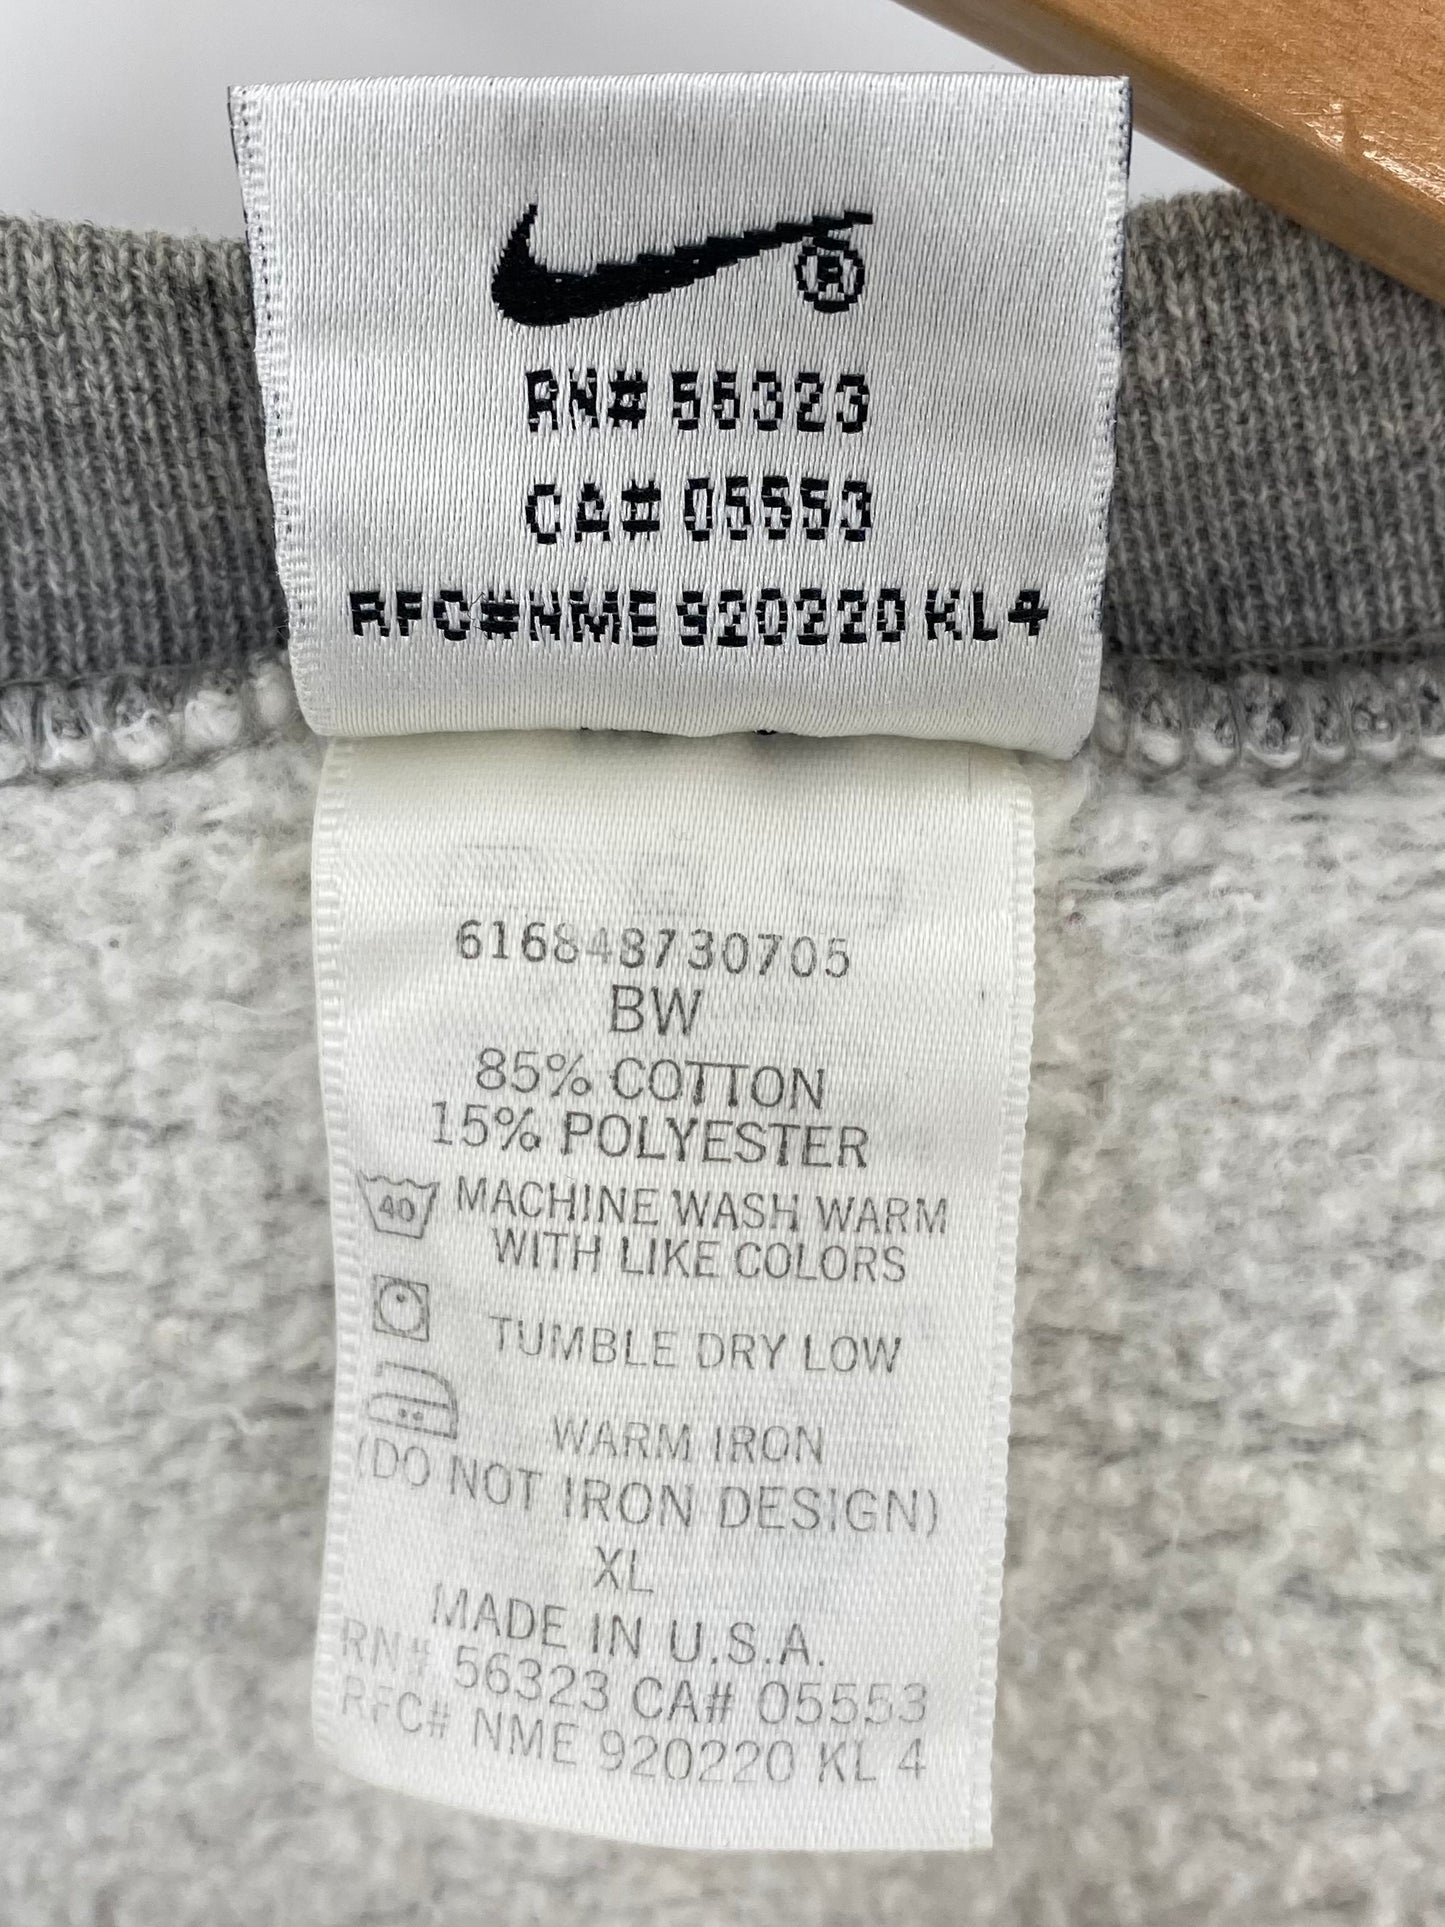 ®
RN# 56323
CA# 05553
RFC#NME 920220 KL4
616848730705
BW
85% COTTON
15% POLYESTER
40 MACHINE WASH WARM
WITH LIKE COLORS
TUMBLE DRY LOW
WARM IRON
(DO NOT IRON DESIGN)
XL
MADE IN U.S.A.
RN# 56323 CA# 05553
RFC# NME 920220 KL 4